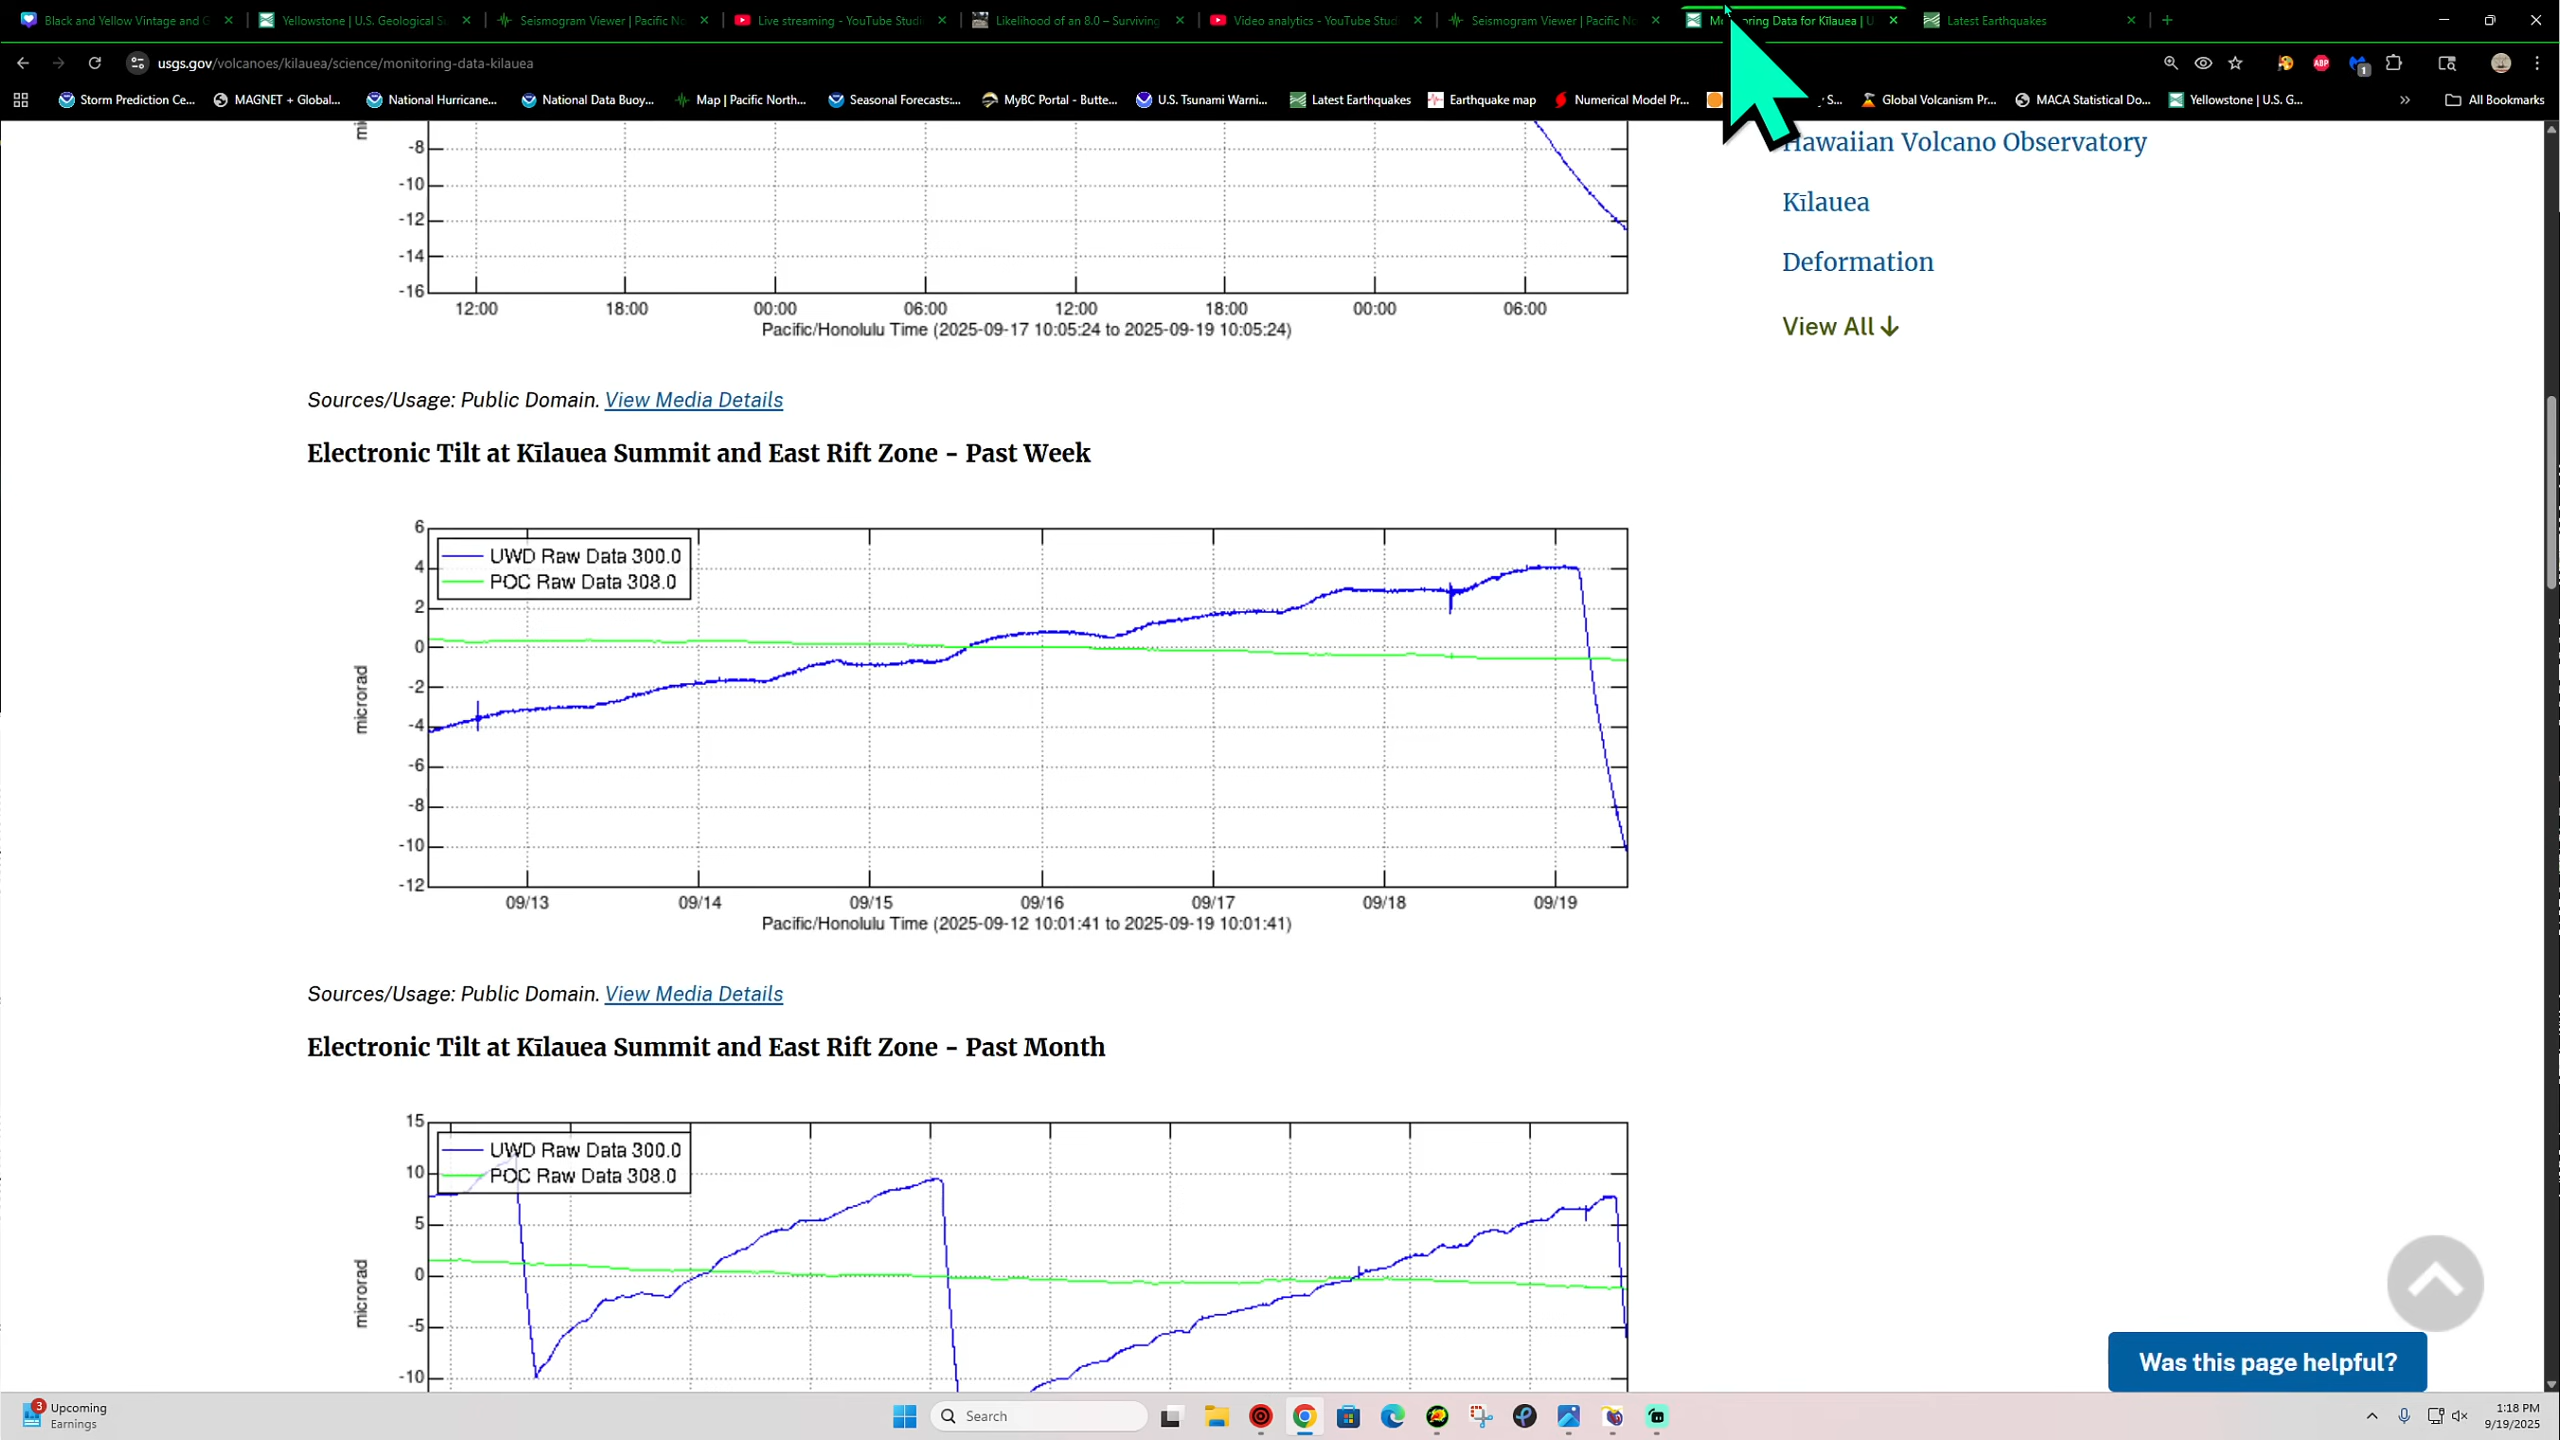 Black and Yellow Vintage and G
Yellowstone | U.S. Geological S
Seismogram Viewer | Pacific No
Live streaming - YouTube Studi
Likelihood of an 8.0 – Surviving
Video analytics - YouTube Stud
Seismogram Viewer | Pacific No
ring Data for Kīlauea | U
Latest Earthquakes
usgs.gov/volcanoes/kilauea/science/monitoring-data-kilauea
ABP
1
Storm Prediction Ce...
MAGNET + Global...
National Hurricane...
National Data Buoy...
Map | Pacific North...
Seasonal Forecasts:...
MyBC Portal - Butte...
U.S. Tsunami Warni...
Latest Earthquakes
Earthquake map
Numerical Model Pr...
S...
Global Volcanism Pr...
MACA Statistical Do...
Yellowstone | U.S. G...
All Bookmarks
-8
-10
-12
-14
-16
12:00 18:00 00:00 06:00 12:00 18:00 00:00 06:00
Pacific/Honolulu Time (2025-09-17 10:05:24 to 2025-09-19 10:05:24)
Hawaiian Volcano Observatory
Kīlauea
Deformation
View All
Sources/Usage: Public Domain. View Media Details
Electronic Tilt at Kīlauea Summit and East Rift Zone - Past Week
UWD Raw Data 300.0
POC Raw Data 308.0
6
4
2
0
-2
-4
-6
-8
-10
-12
microrad
09/13 09/14 09/15 09/16 09/17 09/18 09/19
Pacific/Honolulu Time (2025-09-12 10:01:41 to 2025-09-19 10:01:41)
Sources/Usage: Public Domain. View Media Details
Electronic Tilt at Kīlauea Summit and East Rift Zone - Past Month
UWD Raw Data 300.0
POC Raw Data 308.0
15
10
5
0
-5
-10
microrad
Was this page helpful?
3
Upcoming
Earnings
Search
1:18 PM
9/19/2025